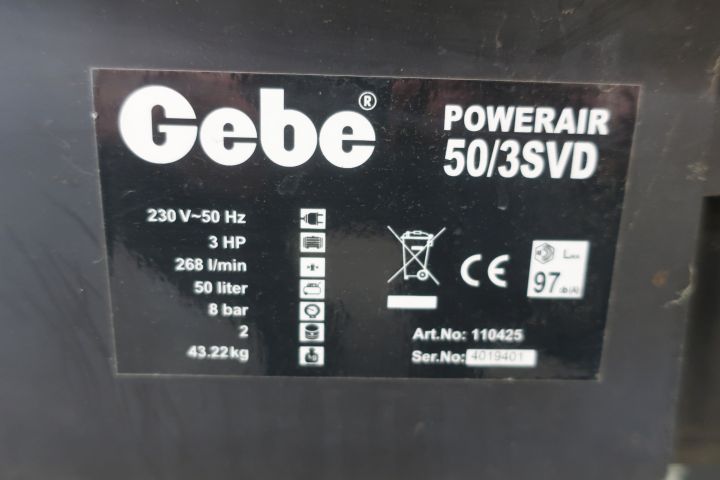 Gebe®
POWERAIR
50/3SVD
230 V~50 Hz
3 HP
268 l/min
50 liter
8 bar
2
43.22kg
CE
LWA
97 dB(A)
Art.No: 110425
Ser.No: 4019401